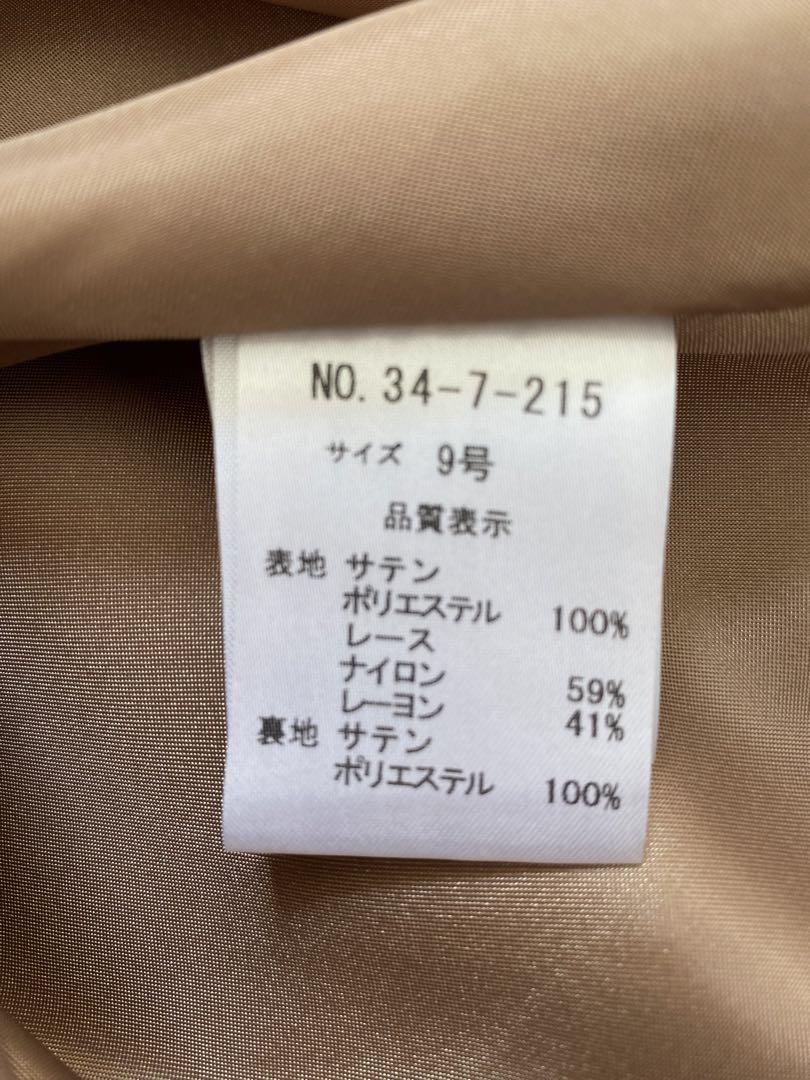 NO. 34-7-215
サイズ 9号
品質表示
表地 サテン
ポリエステル 100%
レース
ナイロン 59%
レーヨン 41%
裏地 サテン
ポリエステル 100%